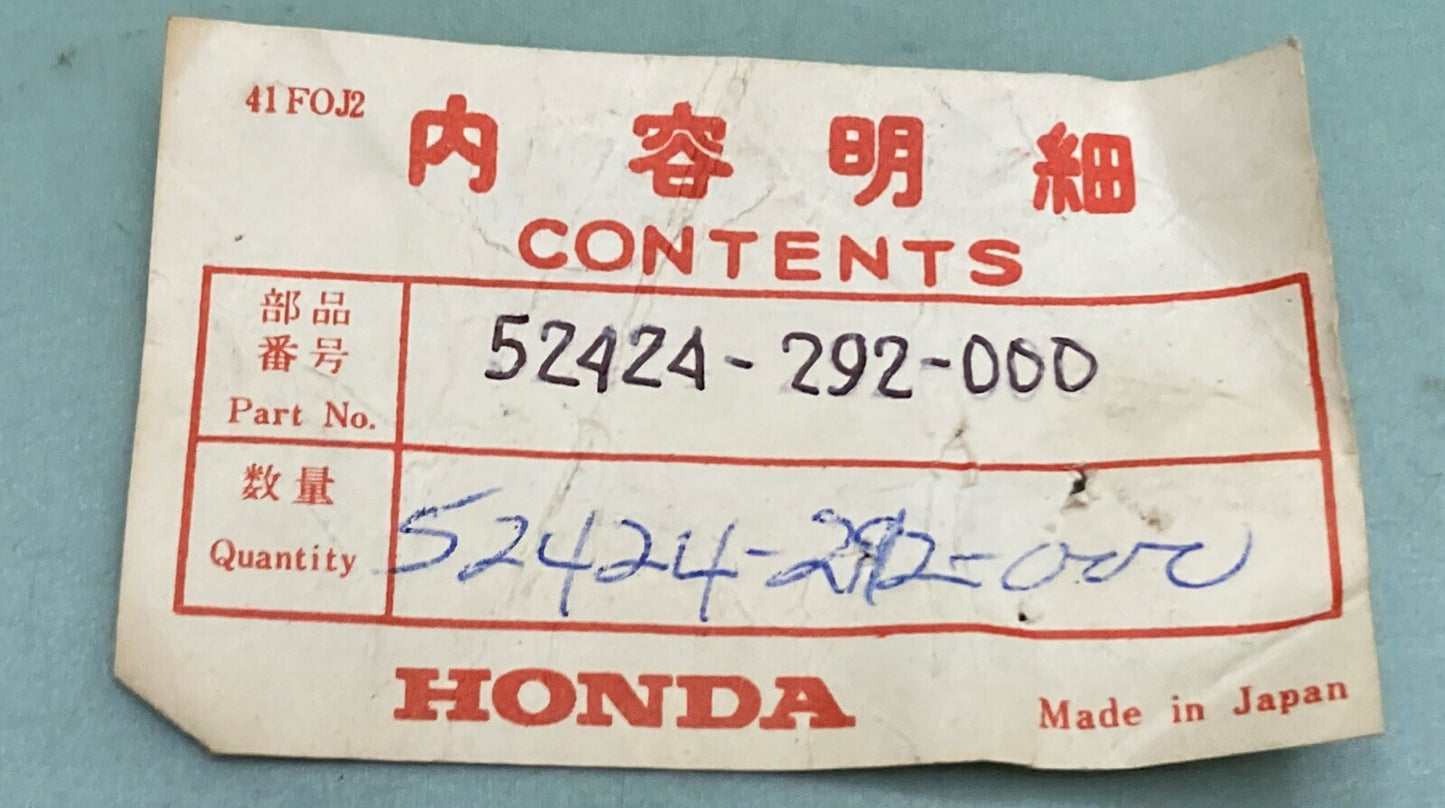 41FOJ2
内容明細
CONTENTS
部品
番号
Part No.
52424-292-000
数量
Quantity
52424-292-000
HONDA
Made in Japan